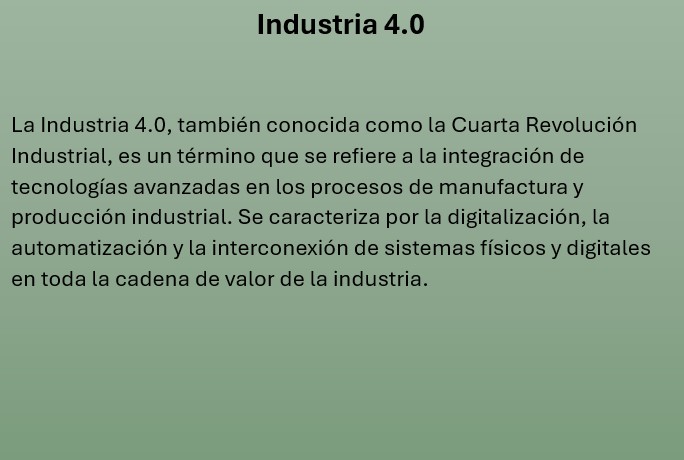 Industria 4.0
La Industria 4.0, también conocida como la Cuarta Revolución
Industrial, es un término que se refiere a la integración de
tecnologías avanzadas en los procesos de manufactura y
producción industrial. Se caracteriza por la digitalización, la
automatización y la interconexión de sistemas físicos y digitales
en toda la cadena de valor de la industria.